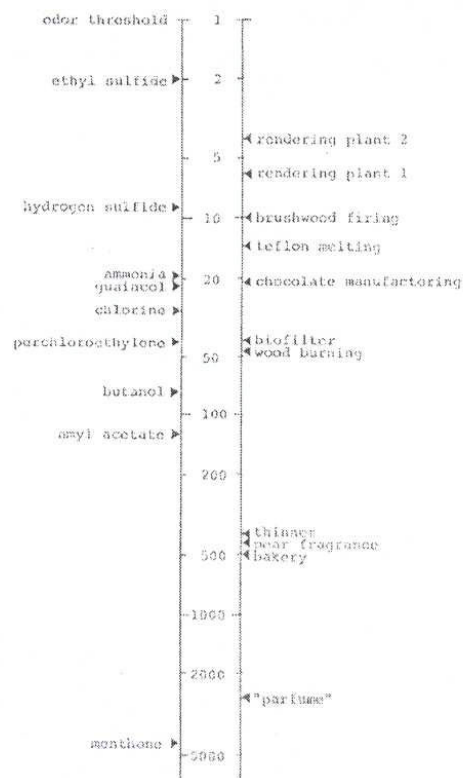 odor threshold 1
ethyl sulfide 2
rendering plant 2
5
rendering plant 1
hydrogen sulfide
10 brushwood firing
teflon melting
ammonia
20 chocolate manufactoring
guaiacol
chlorine
perchloroethylene biofilter
wood burning
50
butanol
100
amyl acetate
200
thinner
pear fragrance
500 bakery
1000
2000
"parfume"
menthone
5000